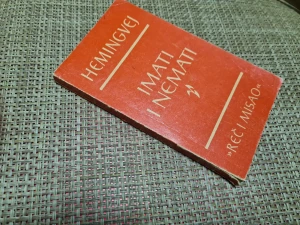 HEMINGVEJ
IMATI
I NEMATI
»REČ I MISAO«